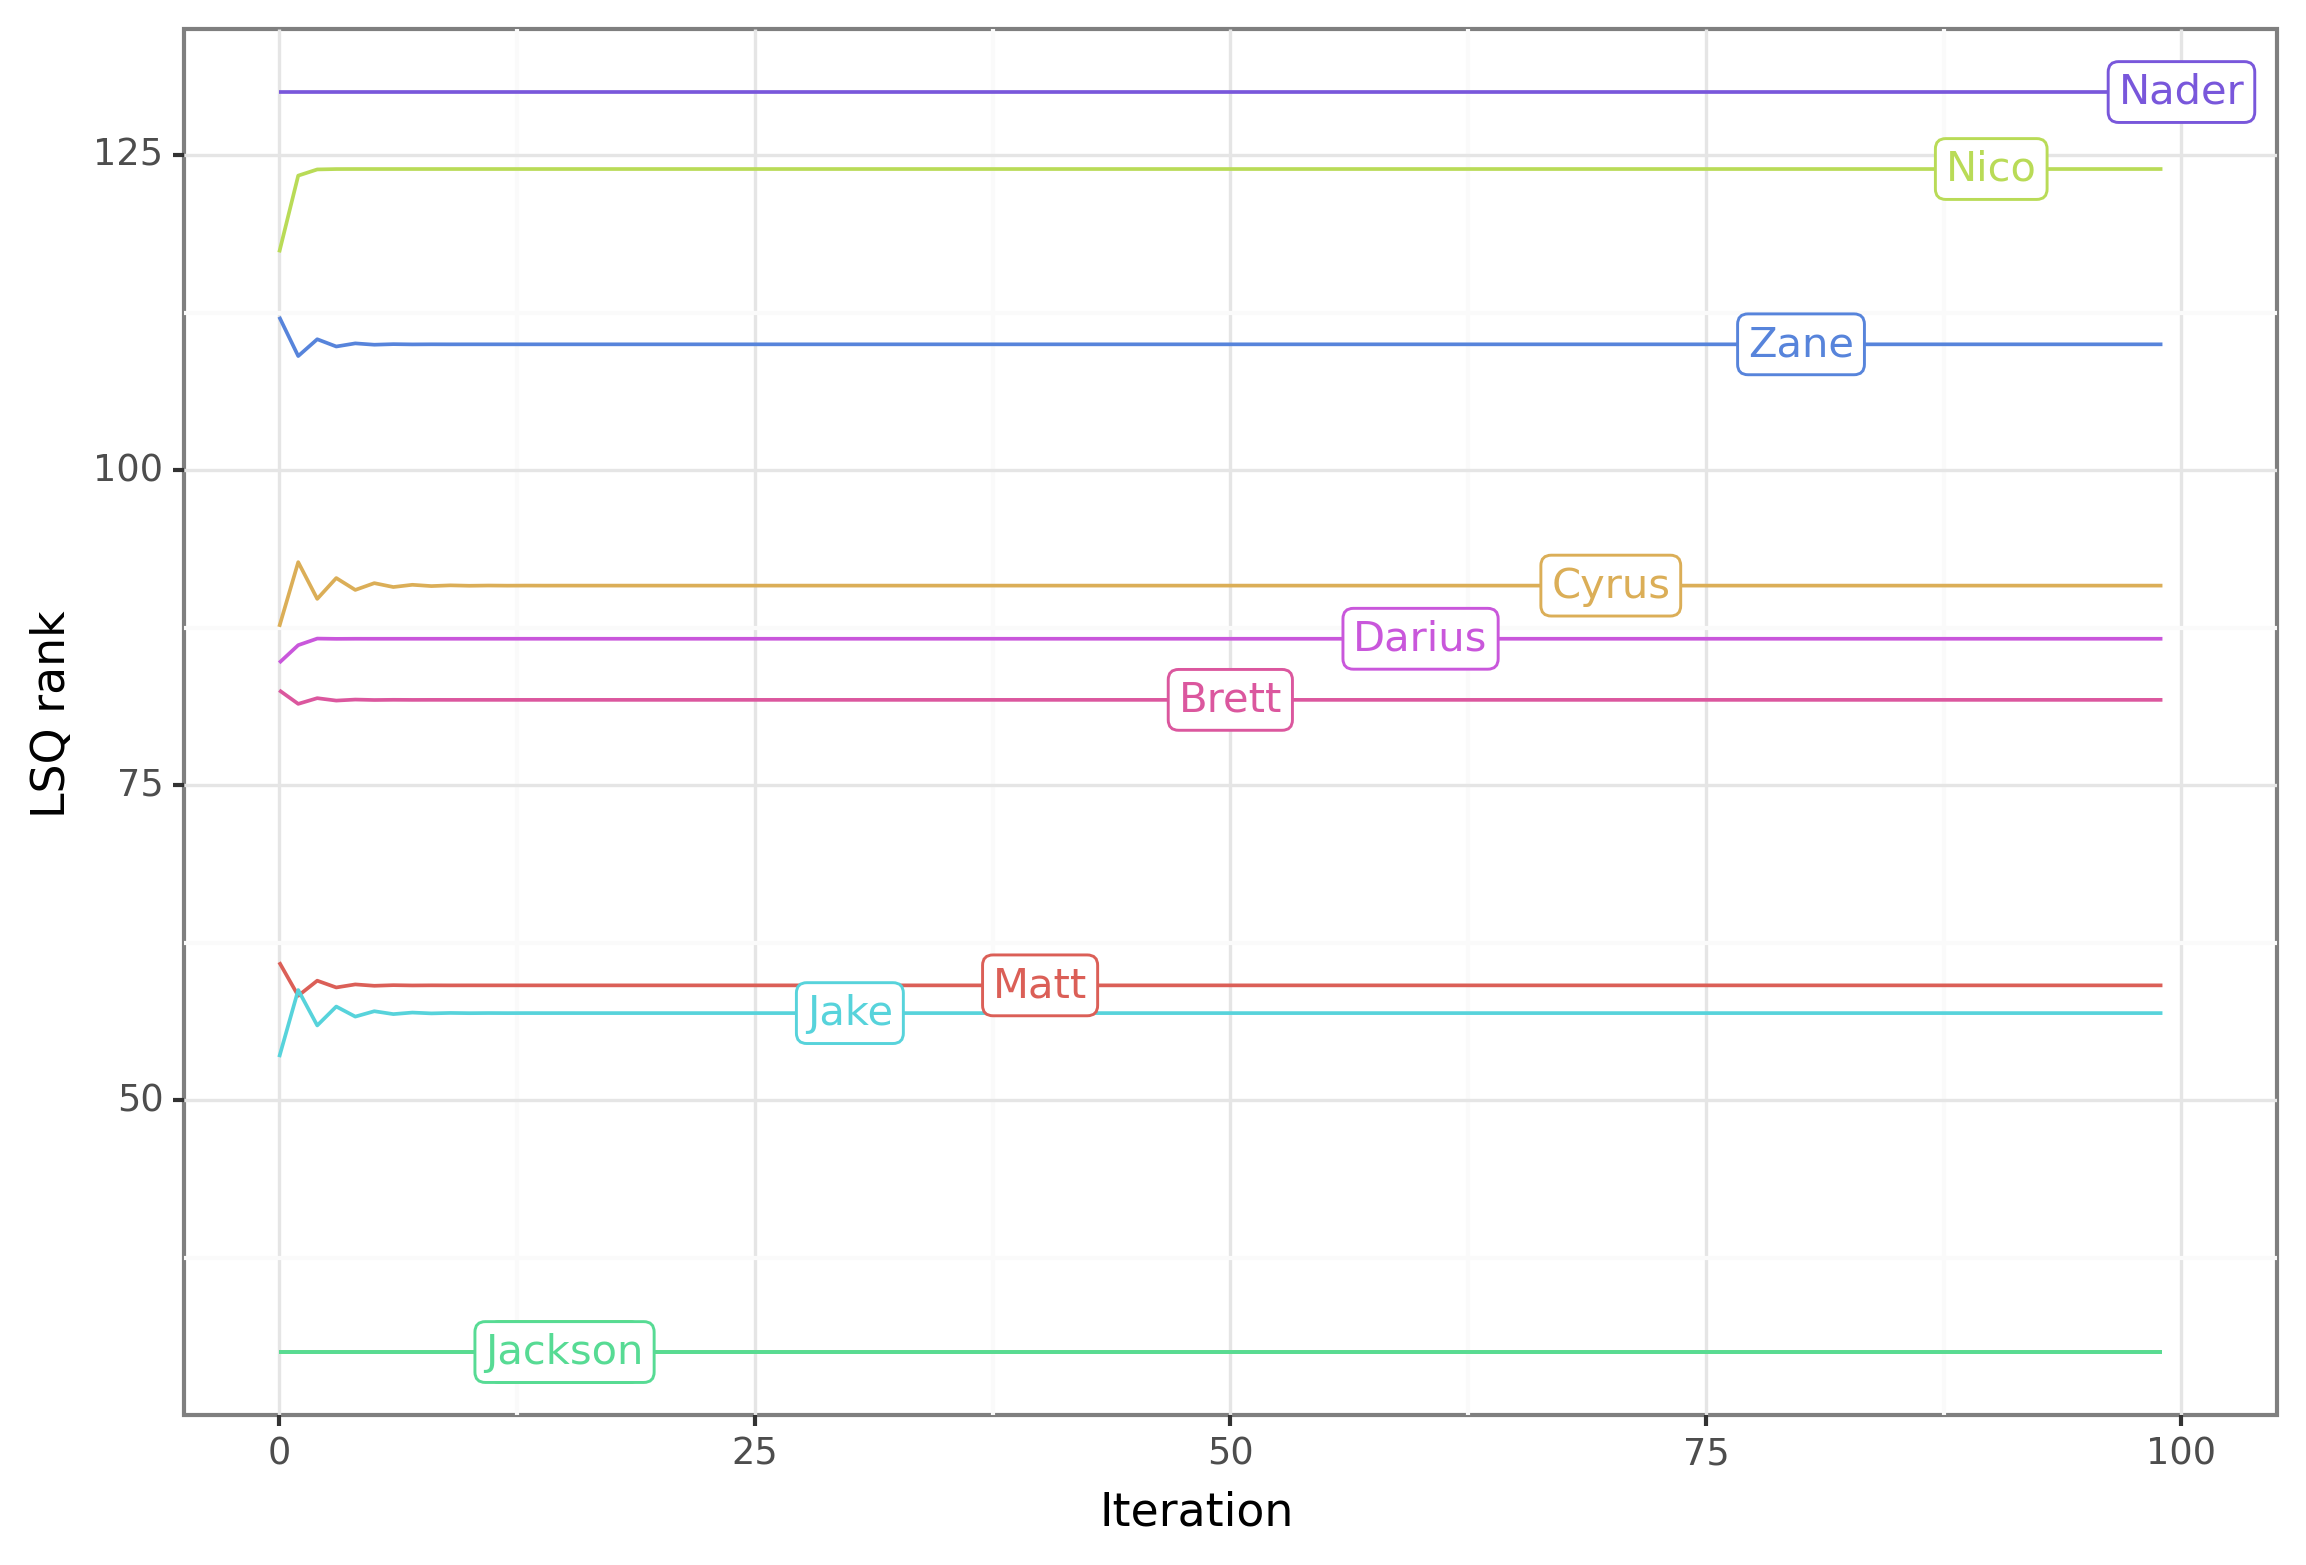 Nader
125
Nico
Zane
100
Cyrus
Darius
Brett
LSQ rank
75
Matt
Jake
50
Jackson
0 25 50 75 100
Iteration